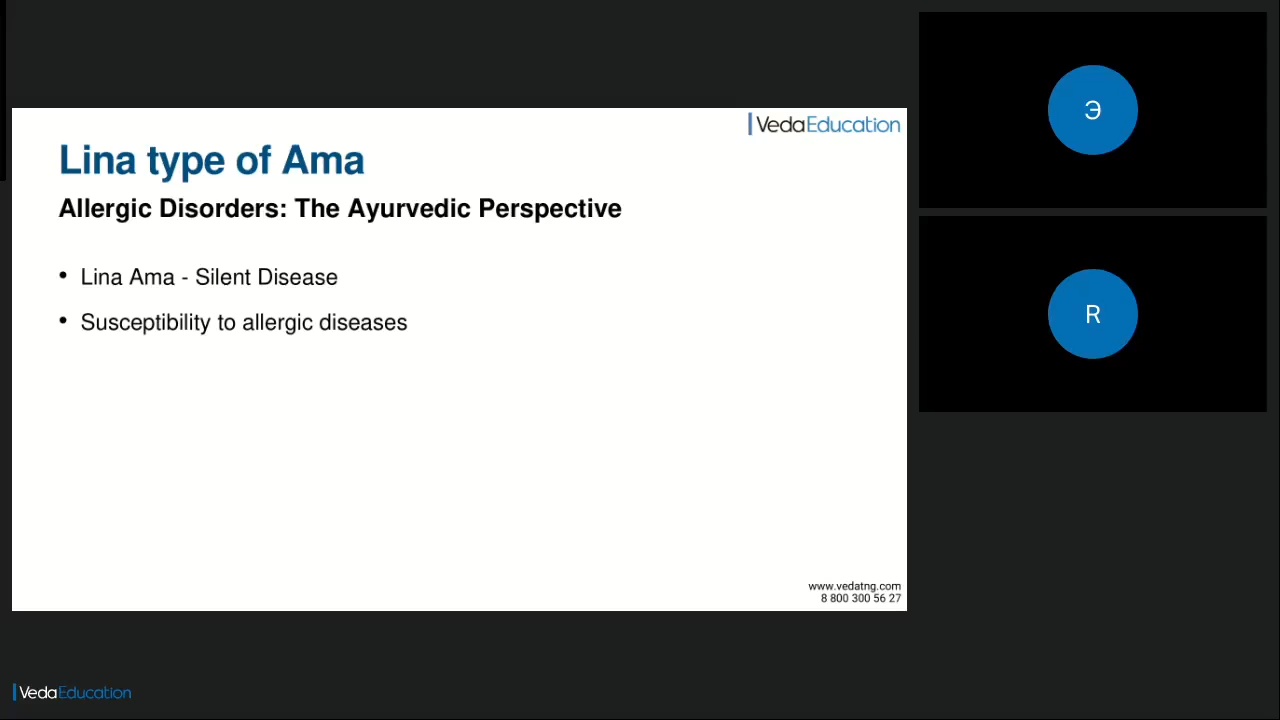 VedaEducation
Lina type of Ama
Allergic Disorders: The Ayurvedic Perspective
• Lina Ama - Silent Disease
• Susceptibility to allergic diseases
www.vedatng.com
8 800 300 56 27
Э
R
VedaEducation